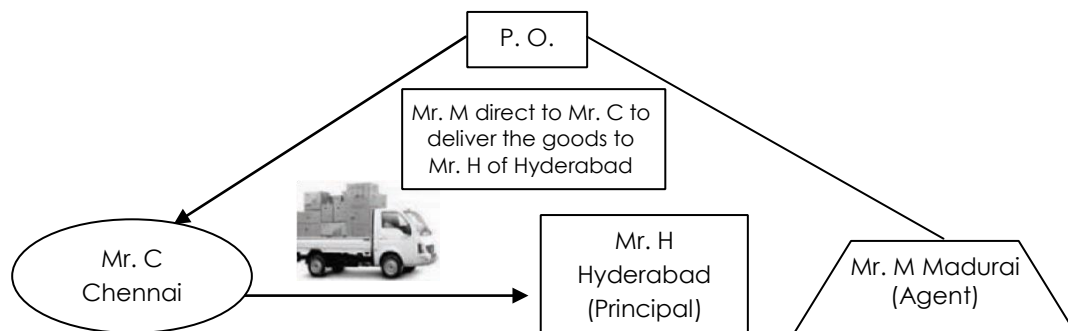 P. O.
Mr. M direct to Mr. C to
deliver the goods to
Mr. H of Hyderabad
Mr. C
Chennai
Mr. H
Hyderabad
(Principal)
Mr. M Madurai
(Agent)